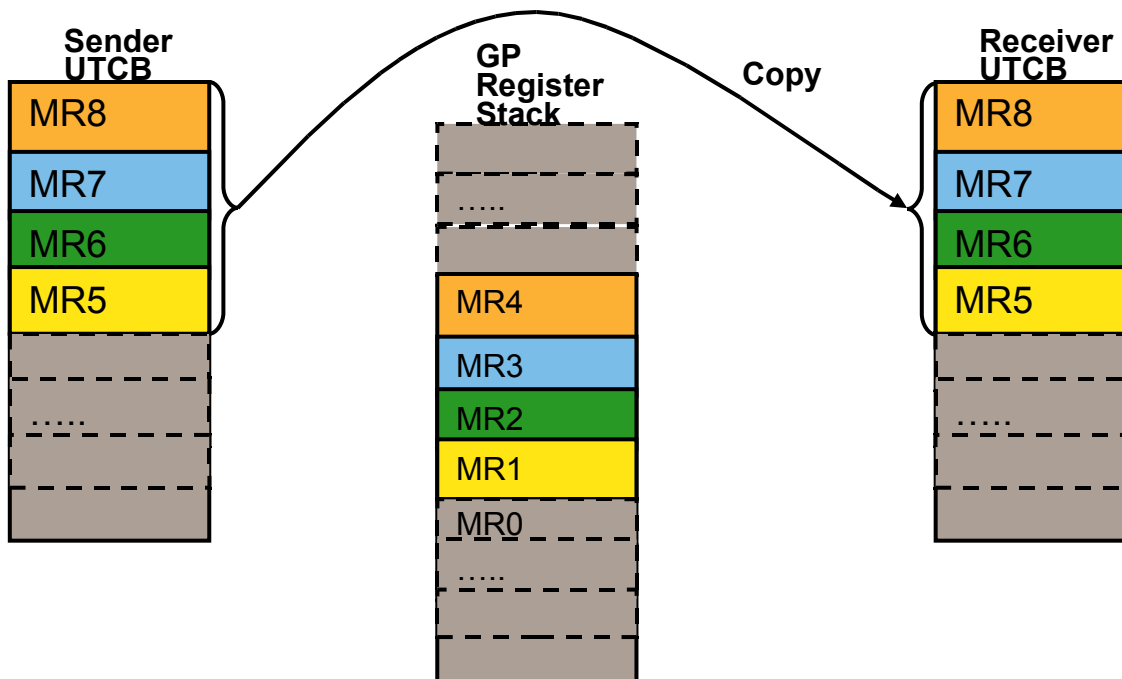 Sender
UTCB
MR8
MR7
MR6
MR5
.....
GP
Register
Stack
.....
MR4
MR3
MR2
MR1
MR0
.....
Copy
Receiver
UTCB
MR8
MR7
MR6
MR5
.....